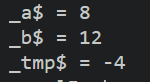 _a$ = 8
_b$ = 12
_tmp$ = -4